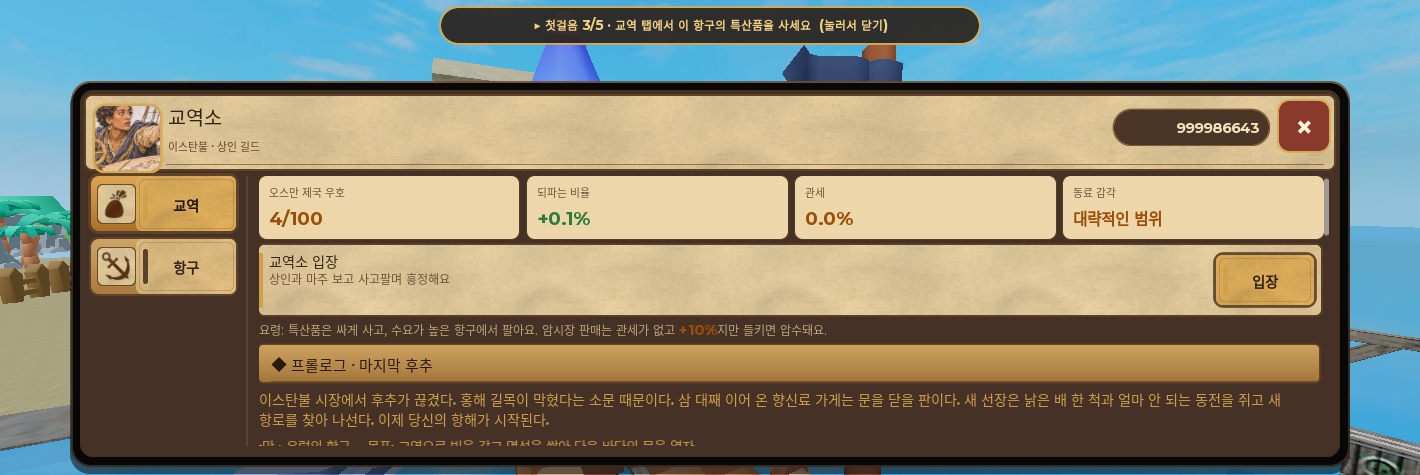 ▸ 첫걸음 3/5 · 교역 탭에서 이 항구의 특산품을 사세요 (눌러서 닫기)
교역소
이스탄불 · 상인 길드
999986643
×
교역
항구
오스만 제국 우호
4/100
되파는 비율
+0.1%
관세
0.0%
동료 감각
대략적인 범위
교역소 입장
상인과 마주 보고 사고팔며 흥정해요
입장
요령: 특산품은 싸게 사고, 수요가 높은 항구에서 팔아요. 암시장 판매는 관세가 없고 +10%지만 들키면 압수돼요.
◆ 프롤로그 · 마지막 후추
이스탄불 시장에서 후추가 끊겼다. 홍해 길목이 막혔다는 소문 때문이다. 삼 대째 이어 온 향신료 가게는 문을 닫을 판이다. 새 선장은 낡은 배 한 척과 얼마 안 되는 동전을 쥐고 새
항로를 찾아 나선다. 이제 당신의 항해가 시작된다.